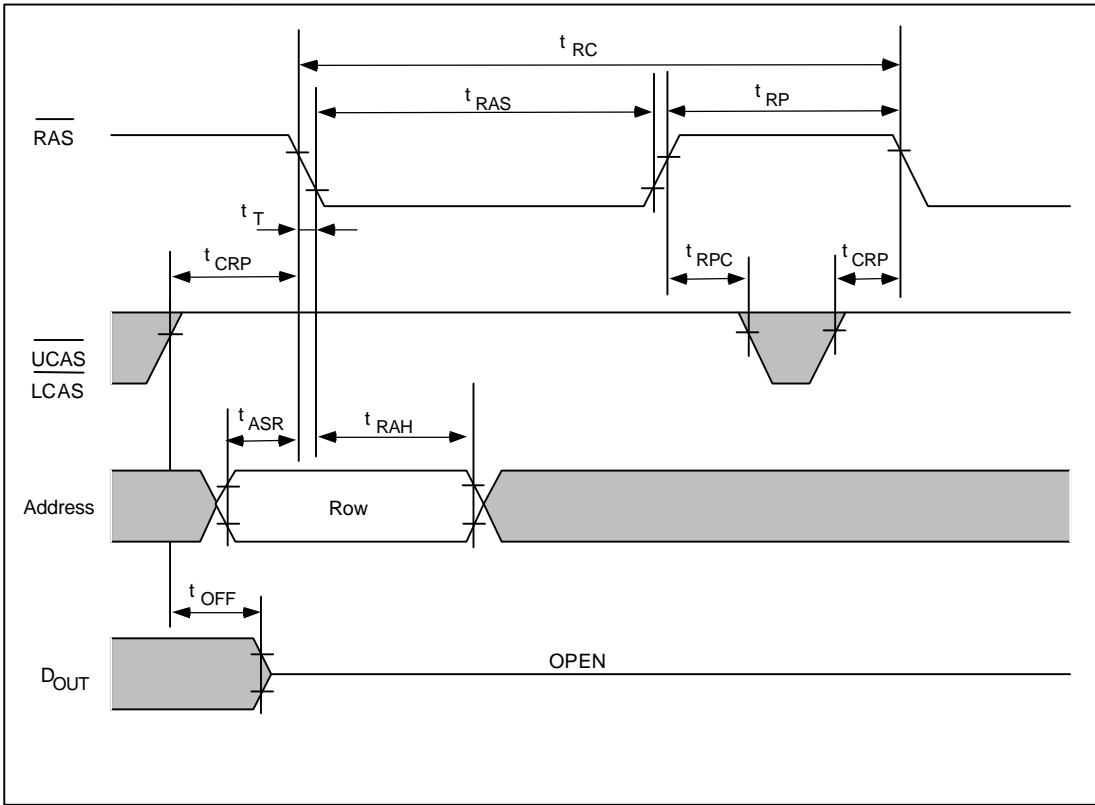 t RC
t RAS
t RP
RAS
t T
t CRP
t RPC
t CRP
UCAS
LCAS
t ASR
t RAH
Address
Row
t OFF
DOUT
OPEN